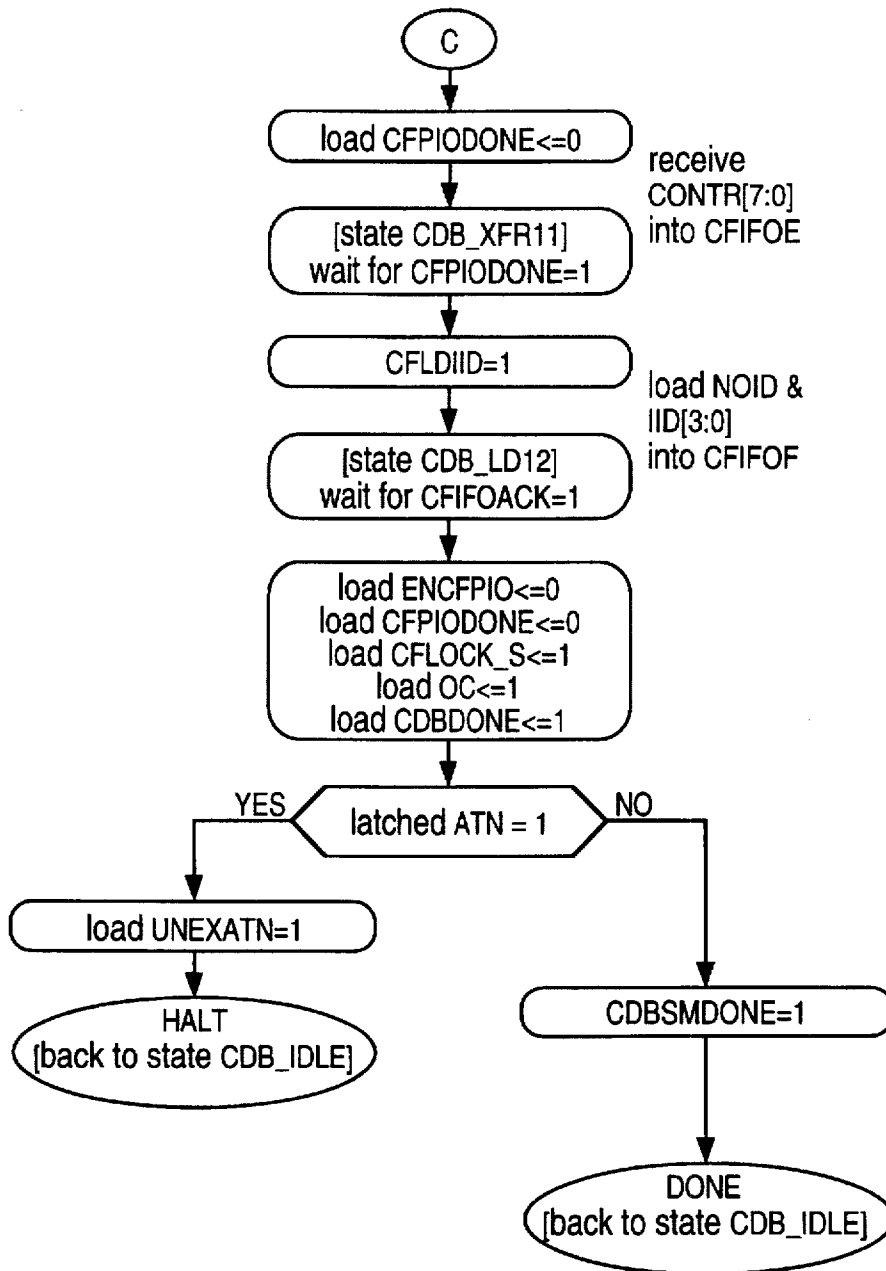 C
load CFPIODONE<=0
receive
CONTR[7:0]
into CFIFOE
[state CDB_XFR11]
wait for CFPIODONE=1
CFLDIID=1
load NOID &
IID[3:0]
into CFIFOF
[state CDB_LD12]
wait for CFIFOACK=1
load ENCFPIO<=0
load CFPIODONE<=0
load CFLOCK_S<=1
load OC<=1
load CDBDONE<=1
YES
latched ATN = 1
NO
load UNEXATN=1
HALT
[back to state CDB_IDLE]
CDBSMDONE=1
DONE
[back to state CDB_IDLE]